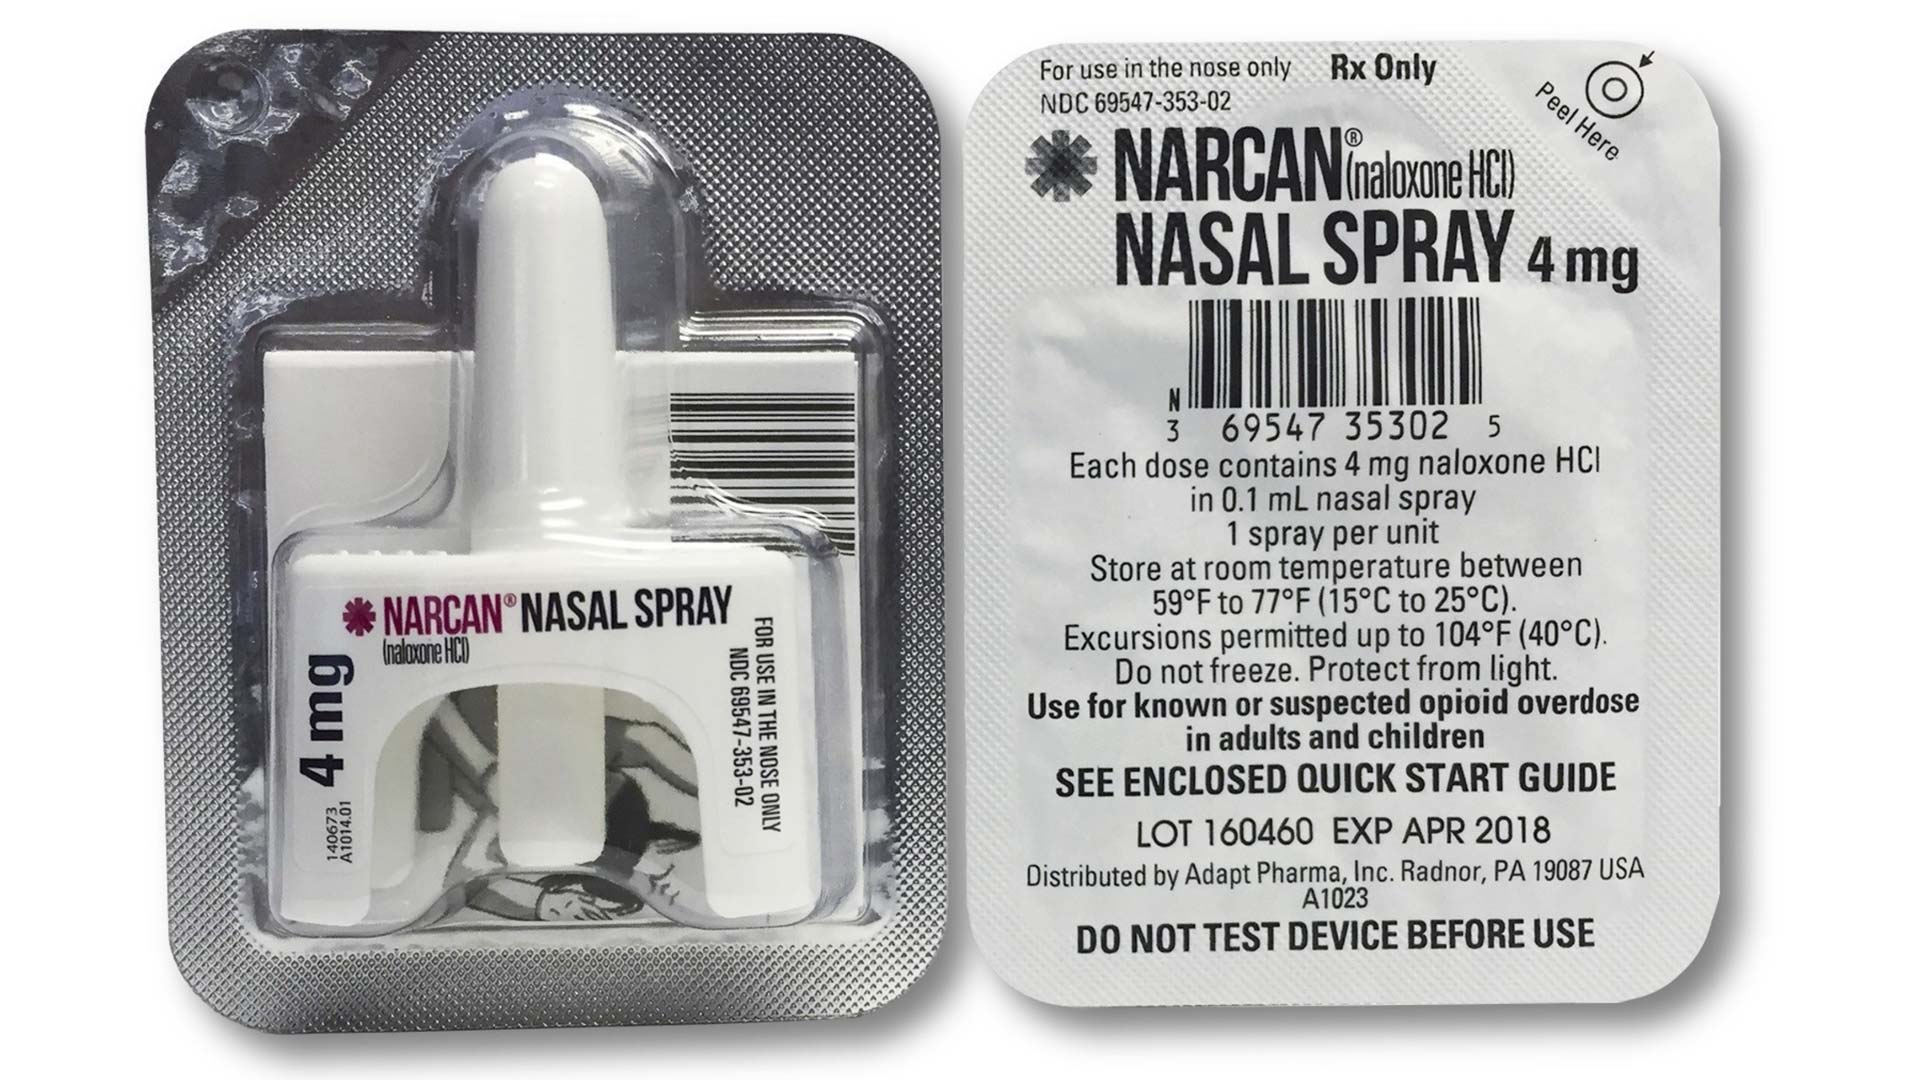 NARCAN® NASAL SPRAY
(naloxone HCl)
4 mg
FOR USE IN THE NOSE ONLY
NDC 69547-353-02
140673
A1014.01
For use in the nose only Rx Only
NDC 69547-353-02
Peel Here
NARCAN® (naloxone HCl)
NASAL SPRAY 4 mg
N
3 69547 35302 5
Each dose contains 4 mg naloxone HCl
in 0.1 mL nasal spray
1 spray per unit
Store at room temperature between
59°F to 77°F (15°C to 25°C).
Excursions permitted up to 104°F (40°C).
Do not freeze. Protect from light.
Use for known or suspected opioid overdose
in adults and children
SEE ENCLOSED QUICK START GUIDE
LOT 160460 EXP APR 2018
Distributed by Adapt Pharma, Inc. Radnor, PA 19087 USA
A1023
DO NOT TEST DEVICE BEFORE USE